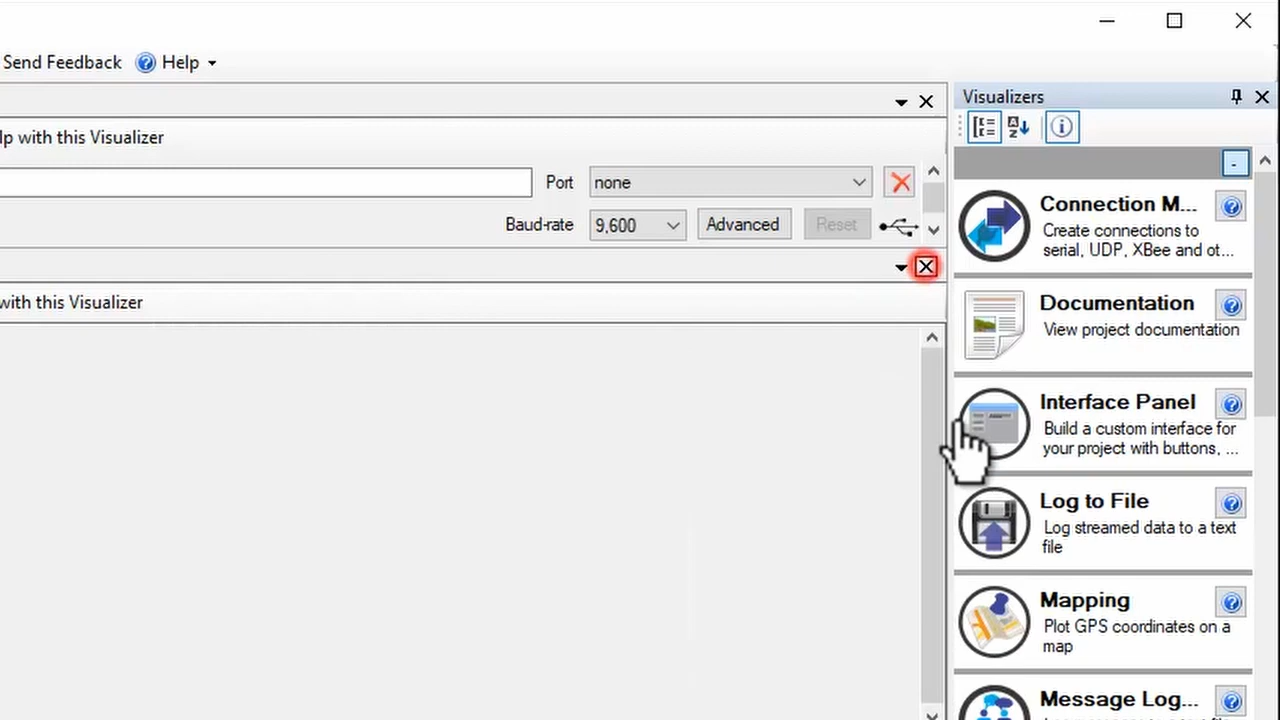 Send Feedback Help
Visualizers
lp with this Visualizer
Port none
Baud-rate 9,600 Advanced Reset
with this Visualizer
-
Connection M...
Create connections to
serial, UDP, XBee and ot...
Documentation
View project documentation
Interface Panel
Build a custom interface for
your project with buttons, ...
Log to File
Log streamed data to a text
file
Mapping
Plot GPS coordinates on a
map
Message Log...